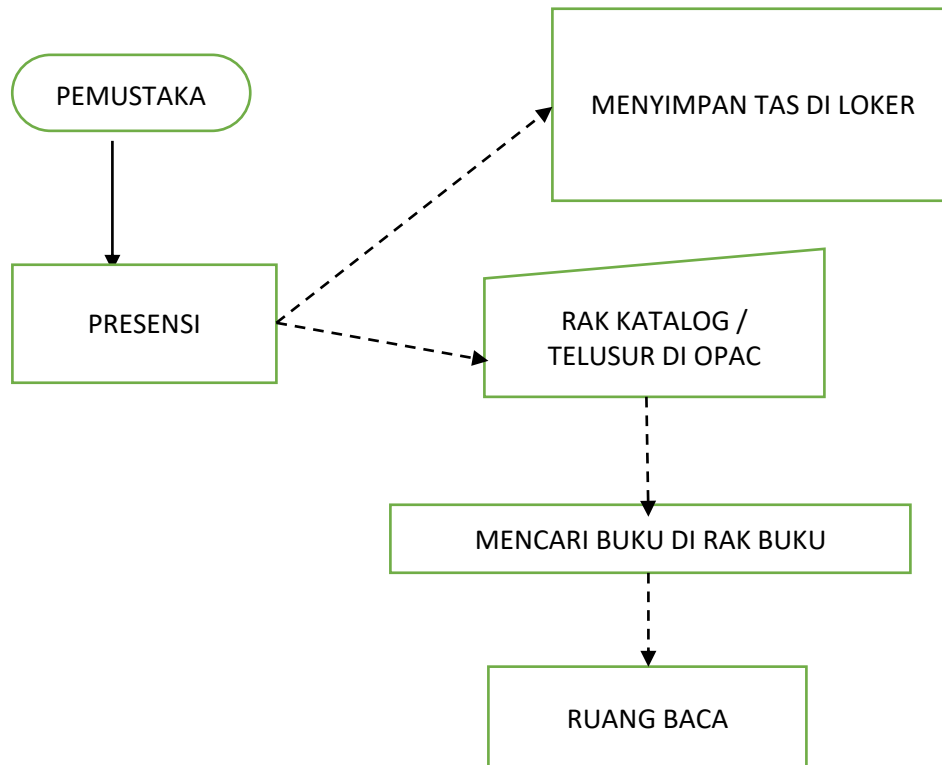 PEMUSTAKA
MENYIMPAN TAS DI LOKER
PRESENSI
RAK KATALOG /
TELUSUR DI OPAC
MENCARI BUKU DI RAK BUKU
RUANG BACA